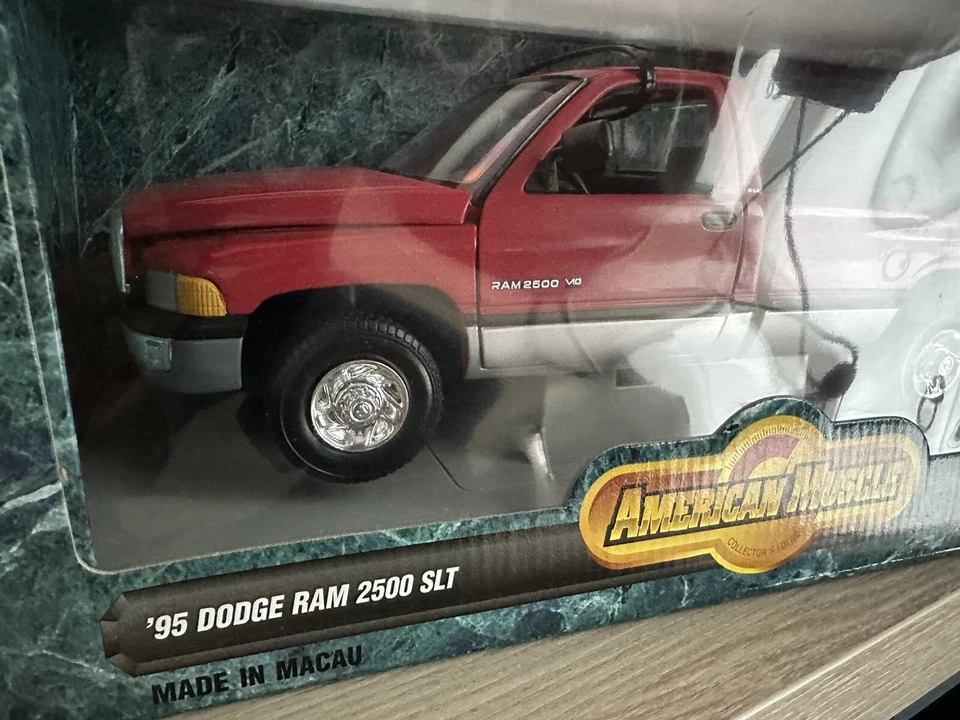 RAM 2500 V10
AMERICAN MUSCLE
COLLECTOR'S EDITION
'95 DODGE RAM 2500 SLT
MADE IN MACAU